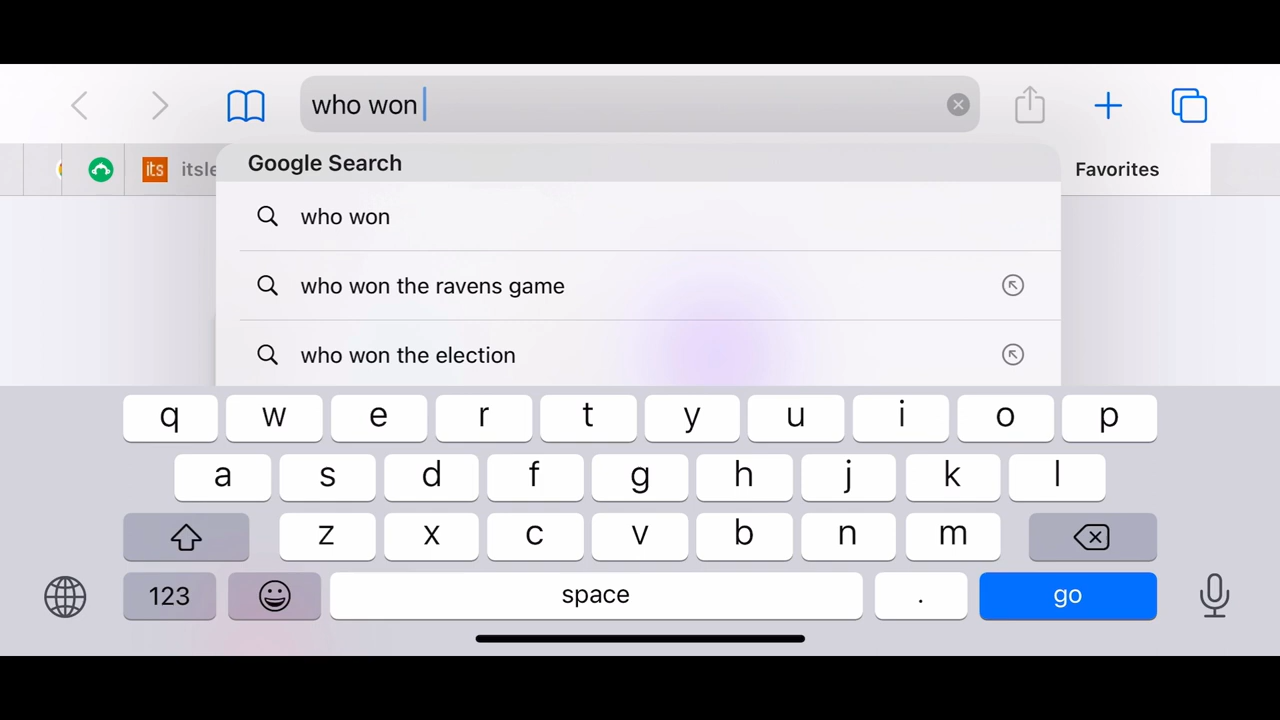 who won
its itsle
Google Search
Favorites
who won
who won the ravens game
who won the election
q w e r t y u i o p
a s d f g h j k l
z x c v b n m
123 space . go